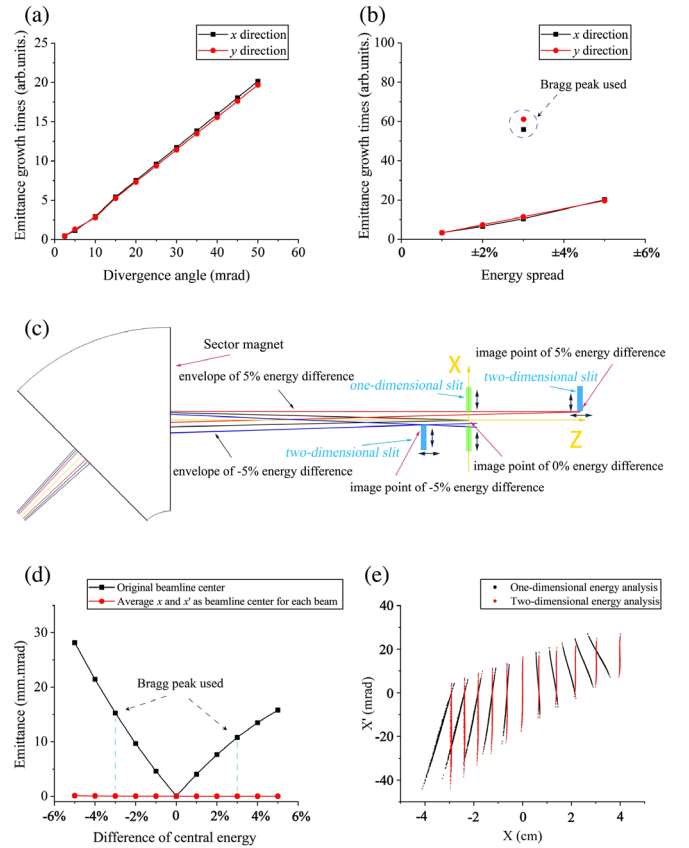 (a)
x direction
y direction
Emittance growth times (arb.units.)
25
20
15
10
5
0
0 10 20 30 40 50 60
Divergence angle (mrad)
(b)
x direction
y direction
Bragg peak used
Emittance growth times (arb.units.)
100
80
60
40
20
0
0 ±2% ±4% ±6%
Energy spread
(c)
Sector magnet
envelope of 5% energy difference
X
image point of 5% energy difference
one-dimensional slit
two-dimensional slit
Z
envelope of -5% energy difference
two-dimensional slit
image point of 0% energy difference
image point of -5% energy difference
(d)
Original beamline center
Average x and x' as beamline center for each beam
Bragg peak used
Emittance (mm.mrad)
30
20
10
0
-6% -4% -2% 0 2% 4% 6%
Difference of central energy
(e)
One-dimensional energy analysis
Two-dimensional energy analysis
X' (mrad)
40
20
0
-20
-40
-4 -2 0 2 4
X (cm)